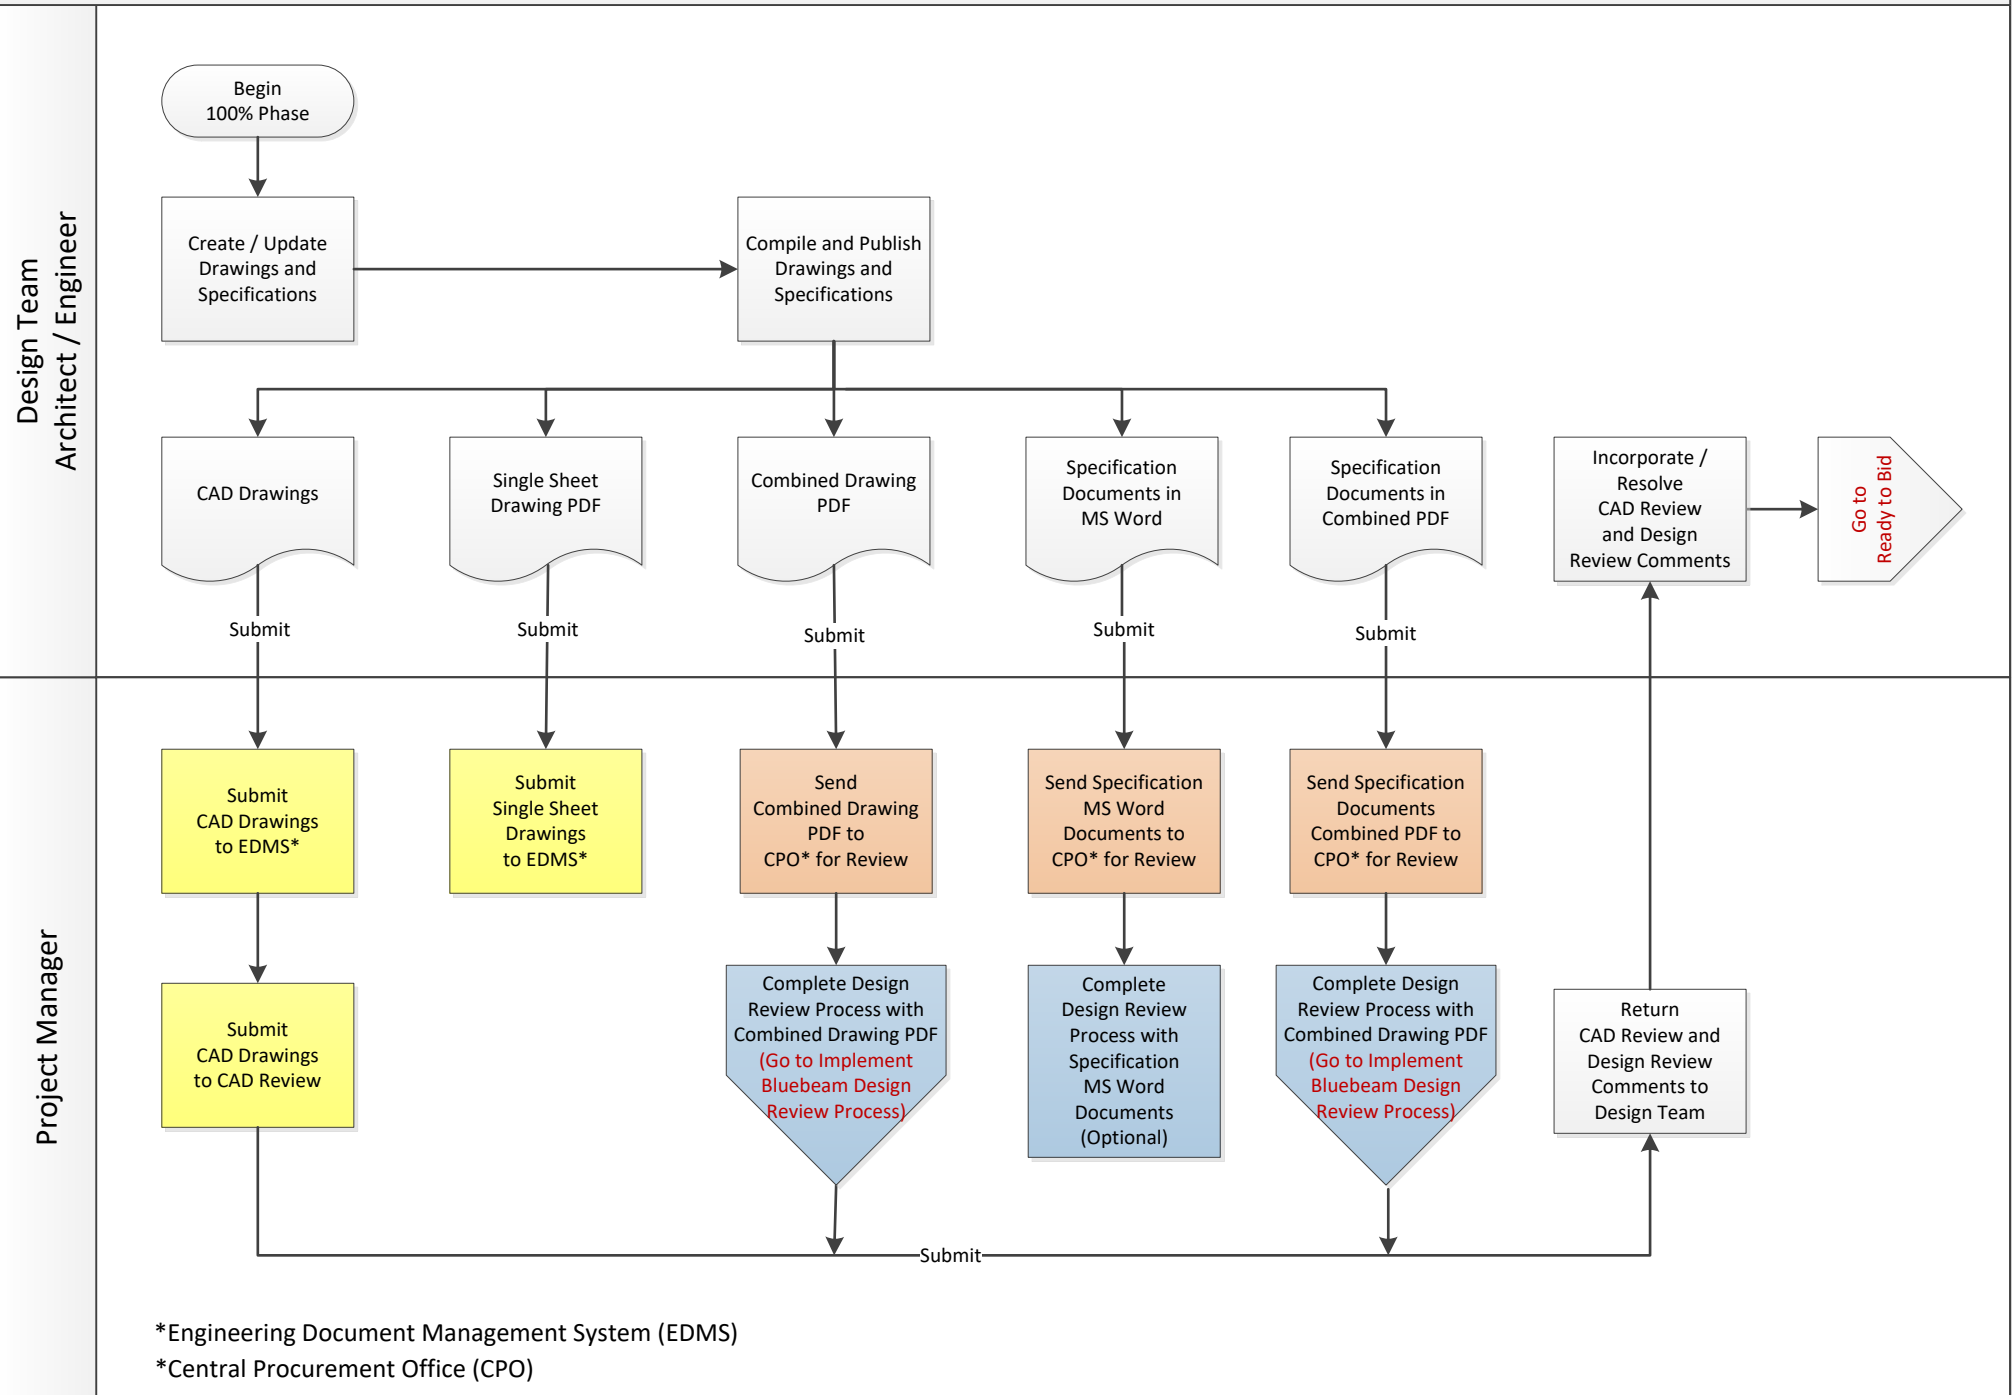 Design Team
Architect / Engineer
Begin
100% Phase
Create / Update
Drawings and
Specifications
Compile and Publish
Drawings and
Specifications
CAD Drawings
Single Sheet
Drawing PDF
Combined Drawing
PDF
Specification
Documents in
MS Word
Specification
Documents in
Combined PDF
Incorporate /
Resolve
CAD Review
and Design
Review Comments
Go to
Ready to Bid
Submit
Submit
Submit
Submit
Submit
Project Manager
Submit
CAD Drawings
to EDMS*
Submit
Single Sheet
Drawings
to EDMS*
Send
Combined Drawing
PDF to
CPO* for Review
Send Specification
MS Word
Documents to
CPO* for Review
Send Specification
Documents
Combined PDF to
CPO* for Review
Submit
CAD Drawings
to CAD Review
Complete Design
Review Process with
Combined Drawing PDF
(Go to Implement
Bluebeam Design
Review Process)
Complete
Design Review
Process with
Specification
MS Word
Documents
(Optional)
Complete Design
Review Process with
Combined Drawing PDF
(Go to Implement
Bluebeam Design
Review Process)
Return
CAD Review and
Design Review
Comments to
Design Team
Submit
*Engineering Document Management System (EDMS)
*Central Procurement Office (CPO)